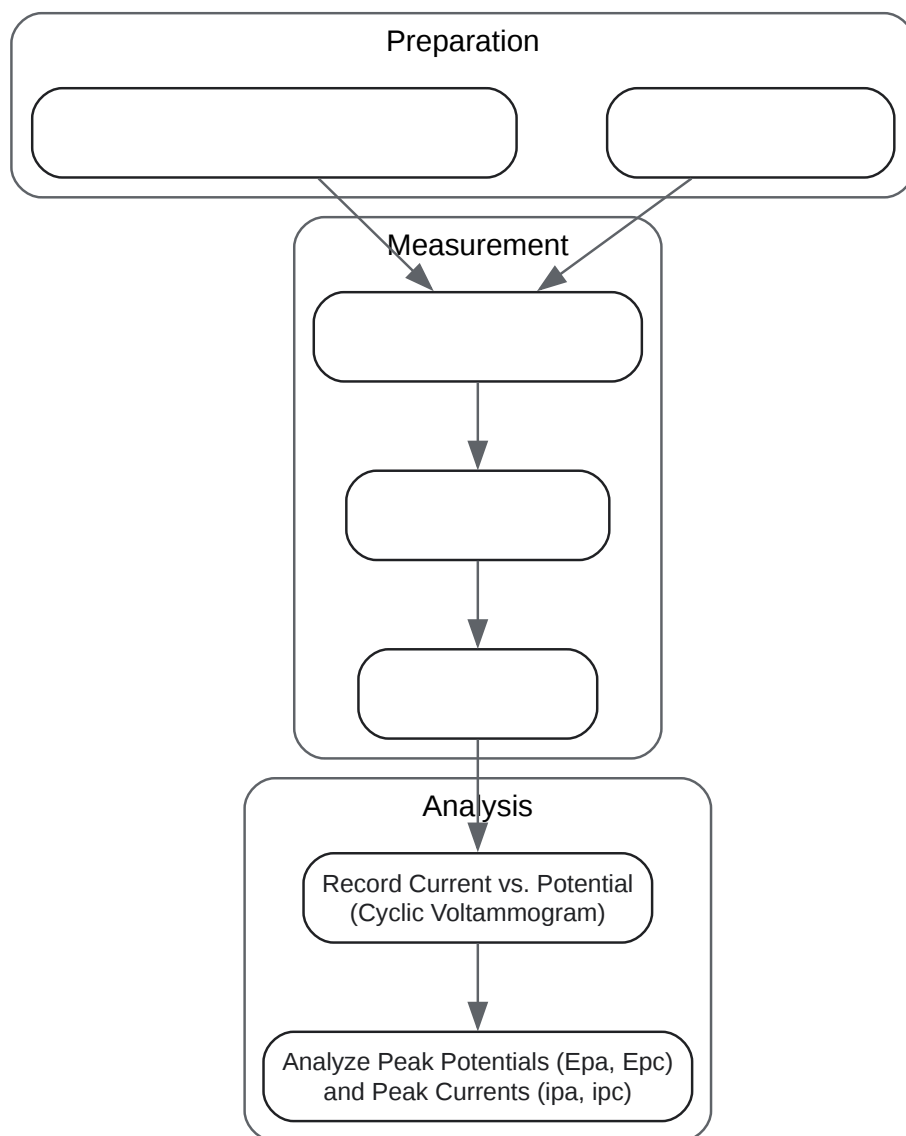 Preparation
Measurement
Analysis
Record Current vs. Potential
(Cyclic Voltammogram)
Analyze Peak Potentials (Epa, Epc)
and Peak Currents (ipa, ipc)